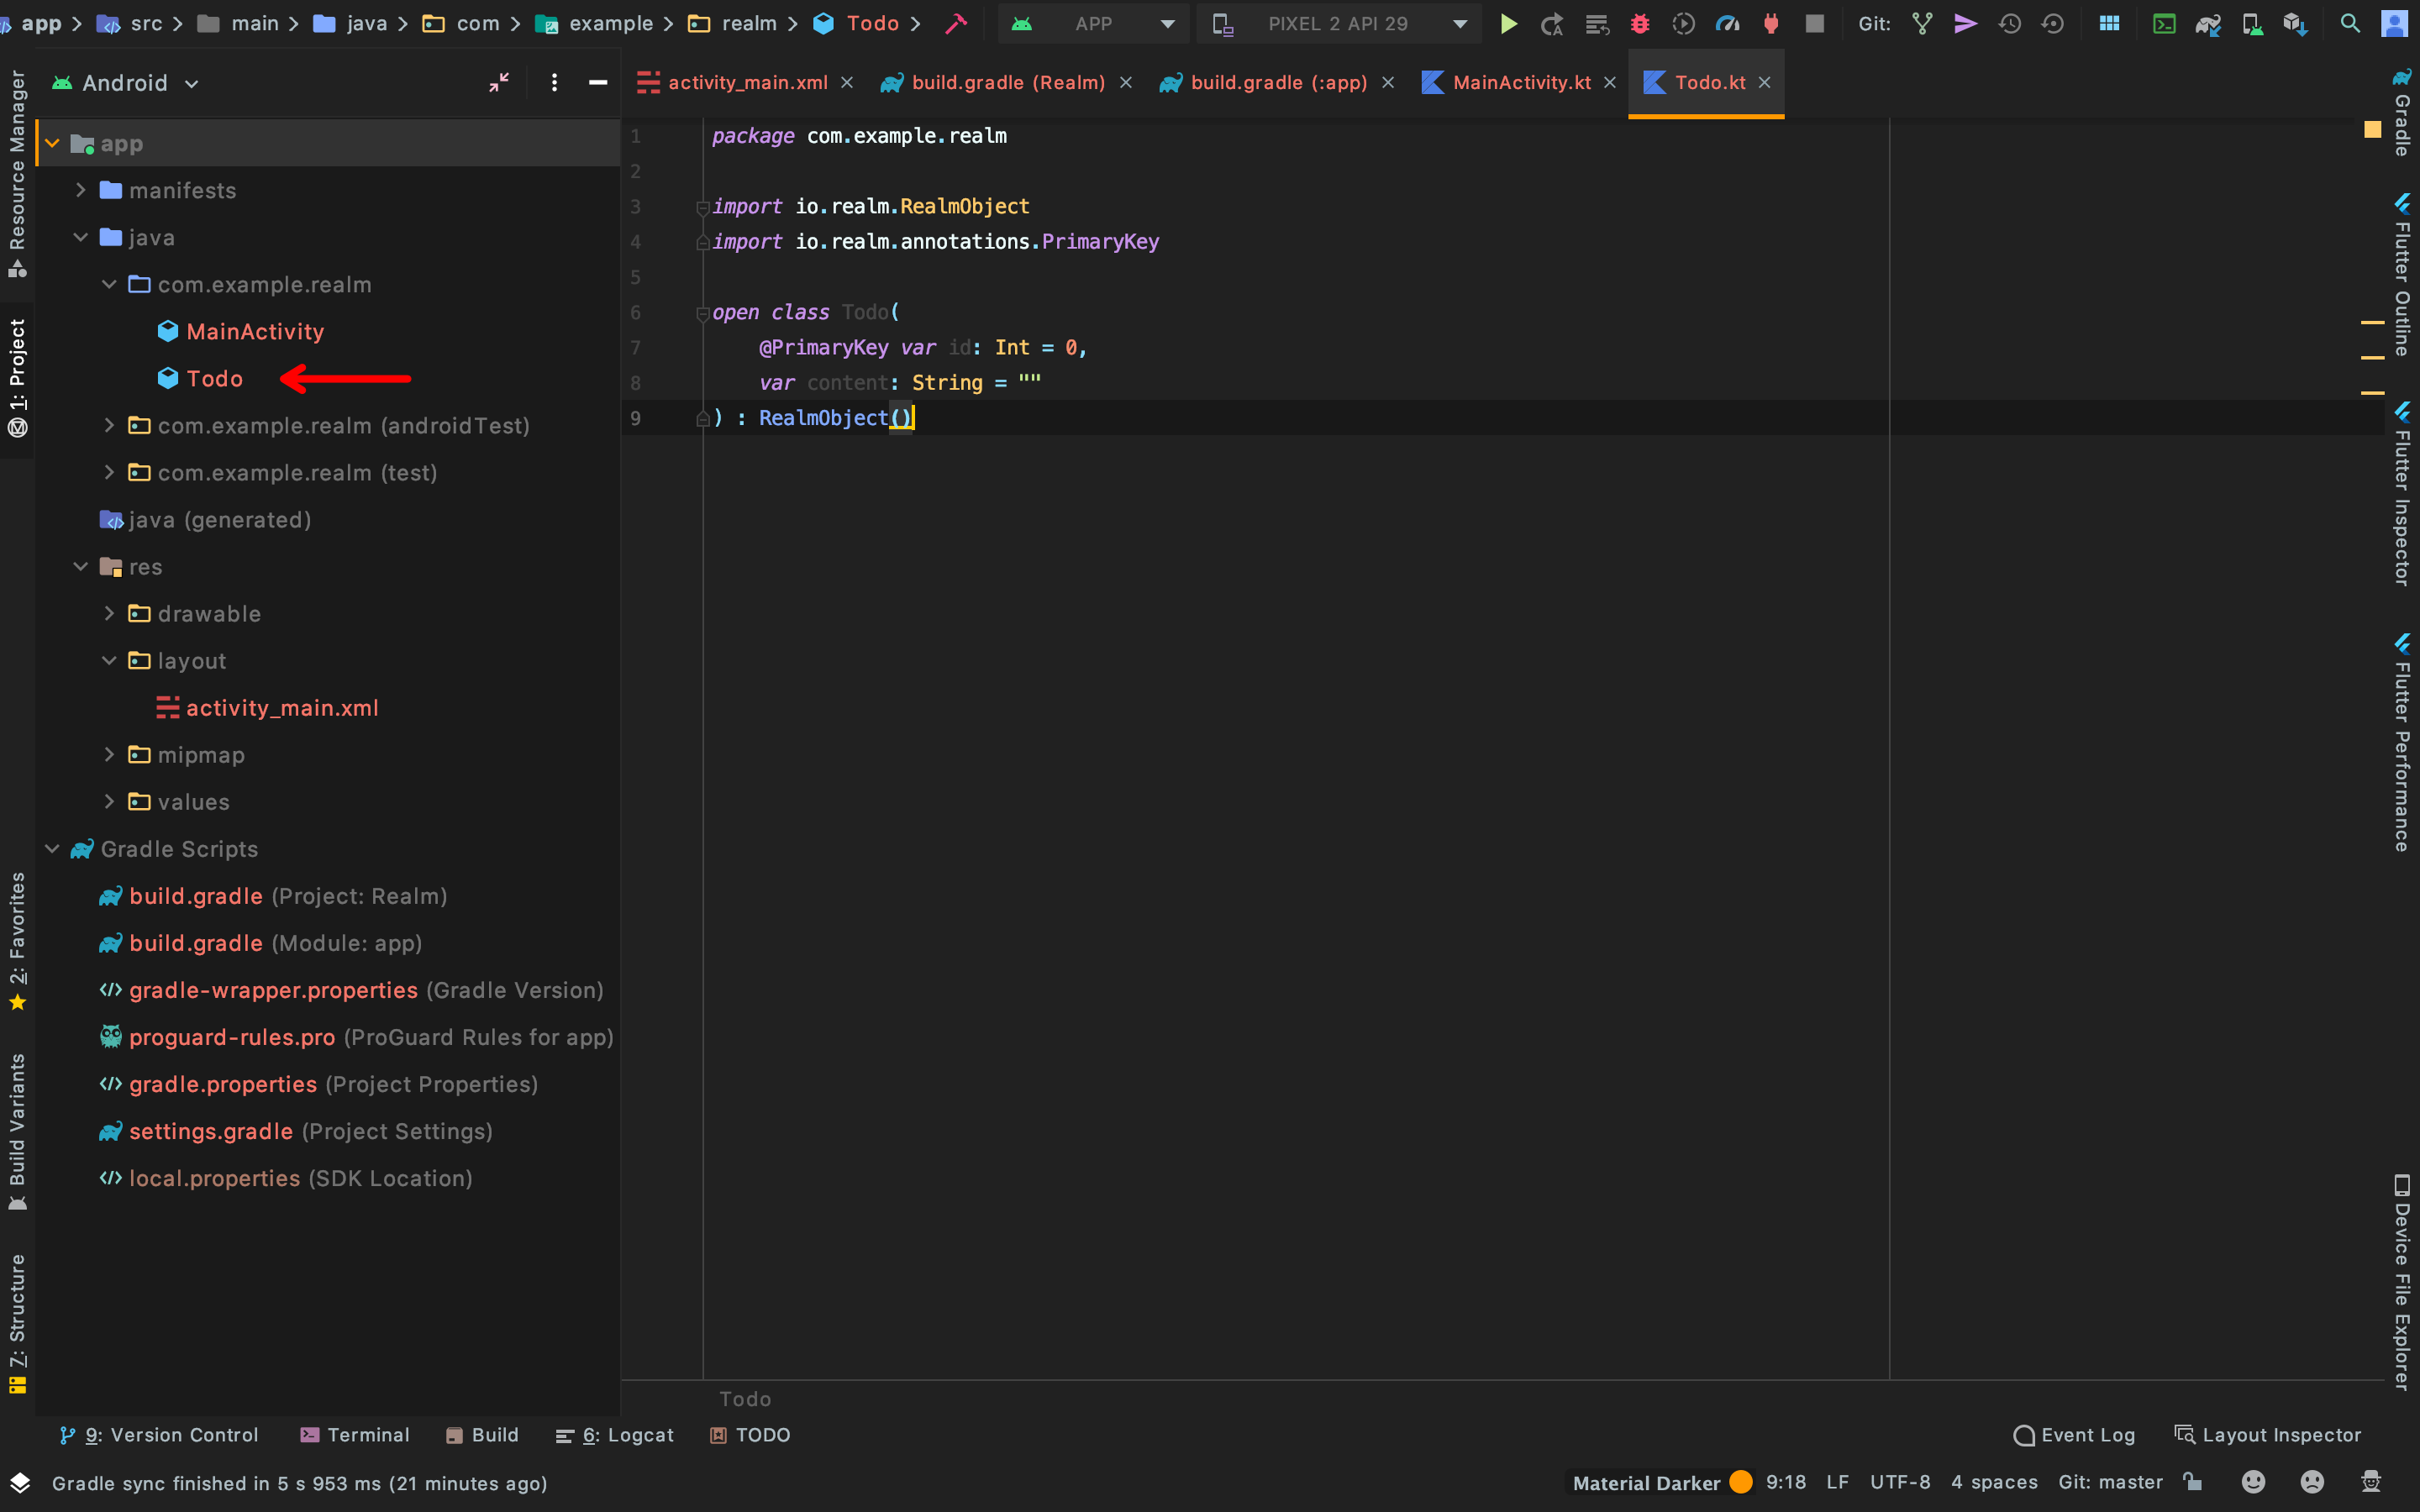 app > src > main > java > com > example > realm > Todo >
APP
PIXEL 2 API 29
Git:
Android
activity_main.xml
build.gradle (Realm)
build.gradle (:app)
MainActivity.kt
Todo.kt
Resource Manager
1: Project
2: Favorites
Build Variants
7: Structure
app
manifests
java
com.example.realm
MainActivity
Todo
com.example.realm (androidTest)
com.example.realm (test)
java (generated)
res
drawable
layout
activity_main.xml
mipmap
values
Gradle Scripts
build.gradle (Project: Realm)
build.gradle (Module: app)
gradle-wrapper.properties (Gradle Version)
proguard-rules.pro (ProGuard Rules for app)
gradle.properties (Project Properties)
settings.gradle (Project Settings)
local.properties (SDK Location)
1 package com.example.realm
2
3 import io.realm.RealmObject
4 import io.realm.annotations.PrimaryKey
5
6 open class Todo(
7     @PrimaryKey var id: Int = 0,
8     var content: String = ""
9 ) : RealmObject()
Todo
Gradle
Flutter Outline
Flutter Inspector
Flutter Performance
Device File Explorer
9: Version Control
Terminal
Build
6: Logcat
TODO
Event Log
Layout Inspector
Gradle sync finished in 5 s 953 ms (21 minutes ago)
Material Darker
9:18
LF
UTF-8
4 spaces
Git: master